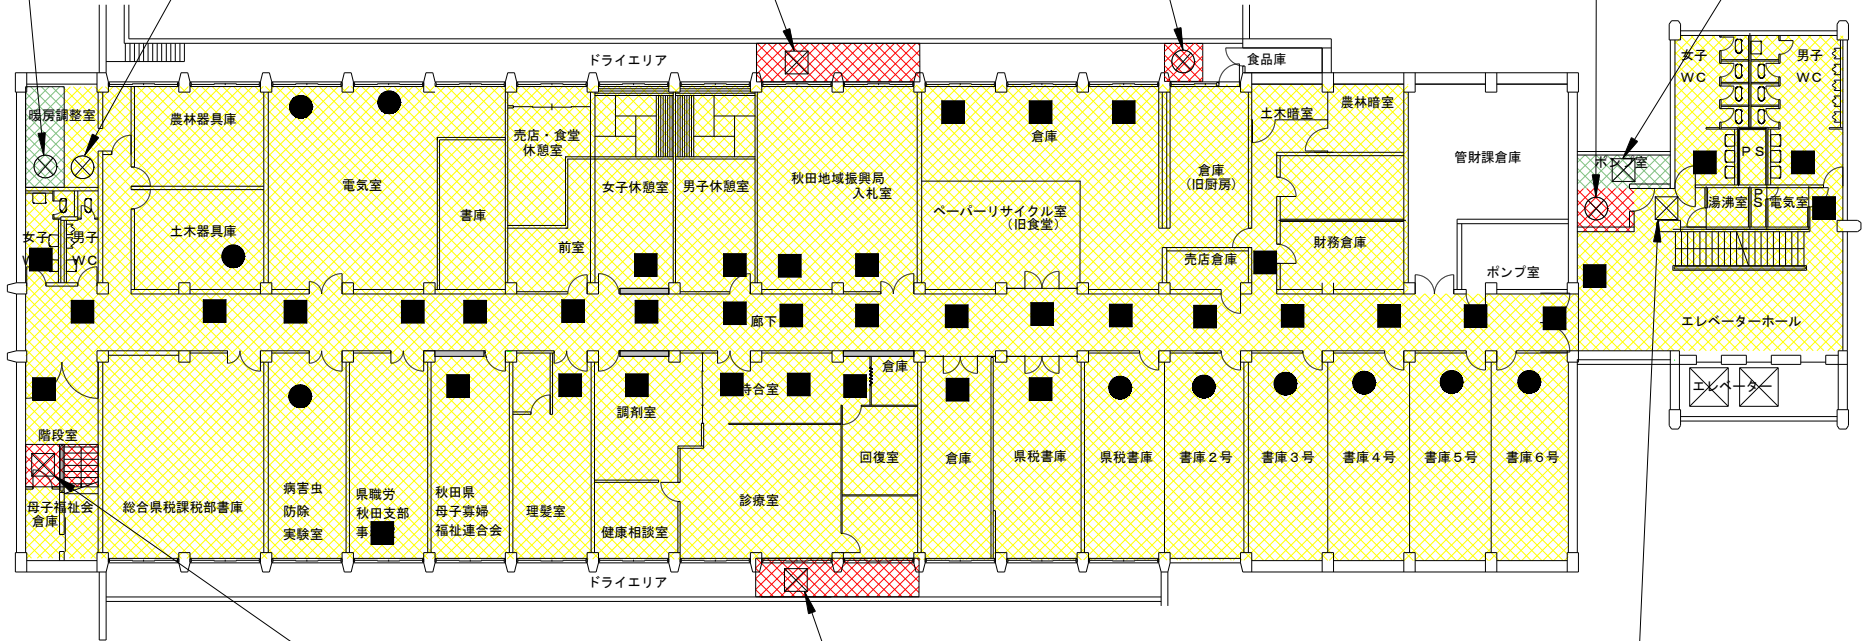 ドライエリア
食品庫
女子
WC
男子
WC
暖房調整室
農林器具庫
売店・食堂
休憩室
倉庫
土木暗室
農林暗室
管財課倉庫
ポンプ室
PS
電気室
女子休憩室
男子休憩室
秋田地域振興局
入札室
倉庫
(旧厨房)
書庫
ペーパーリサイクル室
(旧食堂)
湯沸室
PS
電気室
土木器具庫
女子
WC
男子
WC
前室
財務倉庫
売店倉庫
ポンプ室
廊下
エレベーターホール
倉庫
待合室
エレベーター
調剤室
階段室
回復室
倉庫
県税書庫
県税書庫
書庫2号
書庫3号
書庫4号
書庫5号
書庫6号
母子福祉会
倉庫
総合県税課税部書庫
病害虫
防除
実験室
県職労
秋田支部
事
秋田県
母子寡婦
福祉連合会
理髪室
健康相談室
診療室
ドライエリア